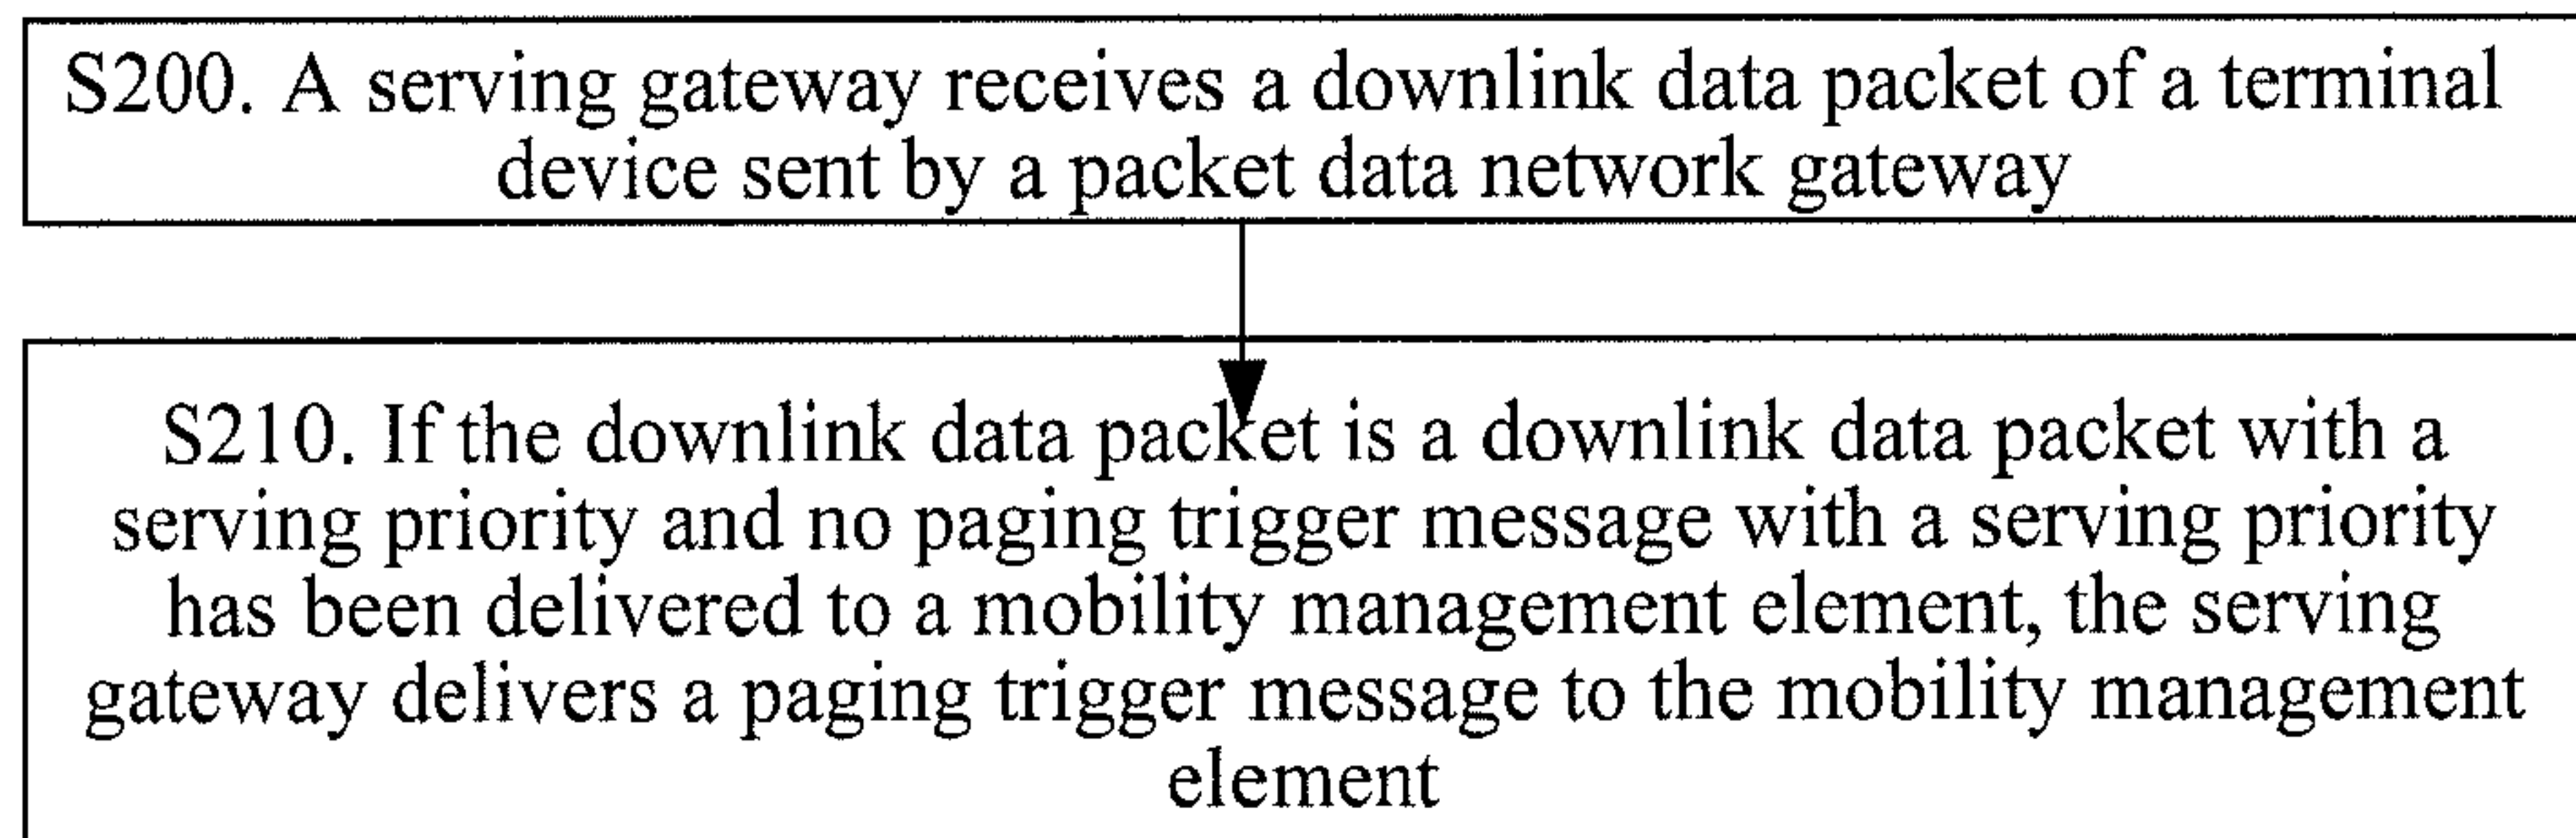 S200. A serving gateway receives a downlink data packet of a terminal
device sent by a packet data network gateway
S210. If the downlink data packet is a downlink data packet with a
serving priority and no paging trigger message with a serving priority
has been delivered to a mobility management element, the serving
gateway delivers a paging trigger message to the mobility management
element